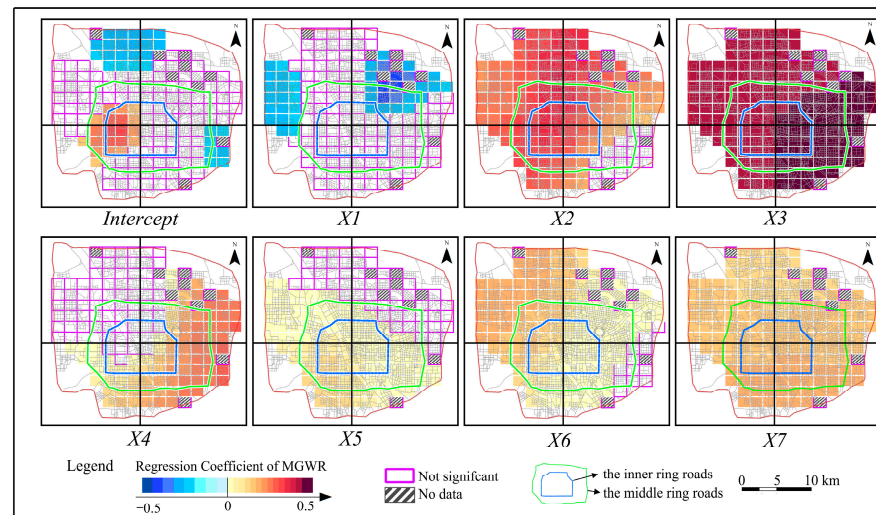 N N N N
Intercept X1 X2 X3
N N N N
X4 X5 X6 X7
Legend Regression Coefficient of MGWR
−0.5 0 0.5
Not signifcant
No data
the inner ring roads
the middle ring roads
0 5 10 km